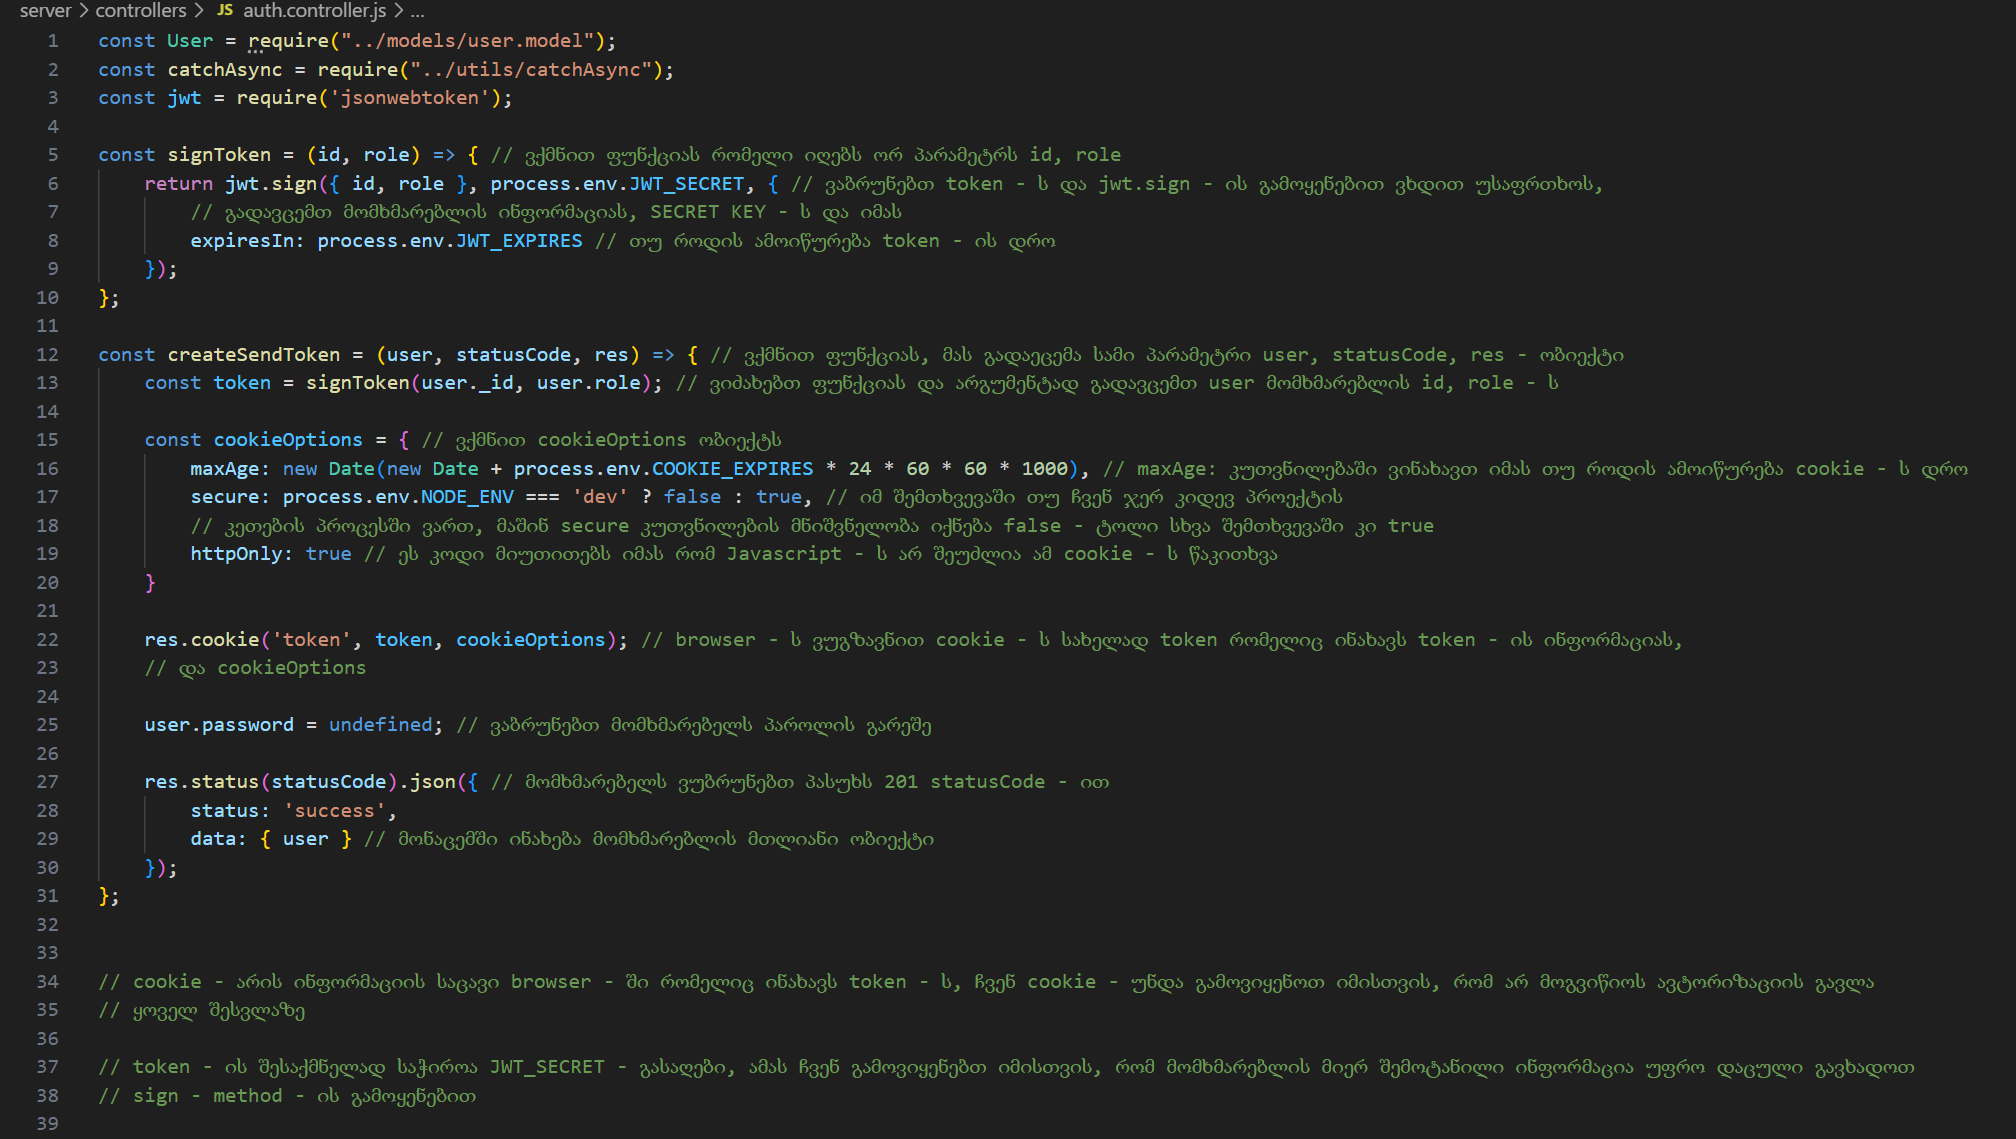 server > controllers > JS auth.controller.js > ...
1 const User = require("../models/user.model");
2 const catchAsync = require("../utils/catchAsync");
3 const jwt = require('jsonwebtoken');
4
5 const signToken = (id, role) => { // ვქმნით ფუნქციას რომელი იღებს ორ პარამეტრს id, role
6 return jwt.sign({ id, role }, process.env.JWT_SECRET, { // ვაბრუნებთ token - ს და jwt.sign - ის გამოყენებით ვხდით უსაფრთხოს,
7 // გადავცემთ მომხმარებლის ინფორმაციას, SECRET KEY - ს და იმას
8 expiresIn: process.env.JWT_EXPIRES // თუ როდის ამოიწურება token - ის დრო
9 });
10 };
11
12 const createSendToken = (user, statusCode, res) => { // ვქმნით ფუნქციას, მას გადაეცემა სამი პარამეტრი user, statusCode, res - ობიექტი
13 const token = signToken(user._id, user.role); // ვიძახებთ ფუნქციას და არგუმენტად გადავცემთ user მომხმარებლის id, role - ს
14
15 const cookieOptions = { // ვქმნით cookieOptions ობიექტს
16 maxAge: new Date(new Date + process.env.COOKIE_EXPIRES * 24 * 60 * 60 * 1000), // maxAge: კუთვნილებაში ვინახავთ იმას თუ როდის ამოიწურება cookie - ს დრო
17 secure: process.env.NODE_ENV === 'dev' ? false : true, // იმ შემთხვევაში თუ ჩვენ ჯერ კიდევ პროექტის
18 // კეთების პროცესში ვართ, მაშინ secure კუთვნილების მნიშვნელობა იქნება false - ტოლი სხვა შემთხვევაში კი true
19 httpOnly: true // ეს კოდი მიუთითებს იმას რომ Javascript - ს არ შეუძლია ამ cookie - ს წაკითხვა
20 }
21
22 res.cookie('token', token, cookieOptions); // browser - ს ვუგზავნით cookie - ს სახელად token რომელიც ინახავს token - ის ინფორმაციას,
23 // და cookieOptions
24
25 user.password = undefined; // ვაბრუნებთ მომხმარებელს პაროლის გარეშე
26
27 res.status(statusCode).json({ // მომხმარებელს ვუბრუნებთ პასუხს 201 statusCode - ით
28 status: 'success',
29 data: { user } // მონაცემში ინახება მომხმარებლის მთლიანი ობიექტი
30 });
31 };
32
33
34 // cookie - არის ინფორმაციის საცავი browser - ში რომელიც ინახავს token - ს, ჩვენ cookie - უნდა გამოვიყენოთ იმისთვის, რომ არ მოგვიწიოს ავტორიზაციის გავლა
35 // ყოველ შესვლაზე
36
37 // token - ის შესაქმნელად საჭიროა JWT_SECRET - გასაღები, ამას ჩვენ გამოვიყენებთ იმისთვის, რომ მომხმარებლის მიერ შემოტანილი ინფორმაცია უფრო დაცული გავხადოთ
38 // sign - method - ის გამოყენებით
39